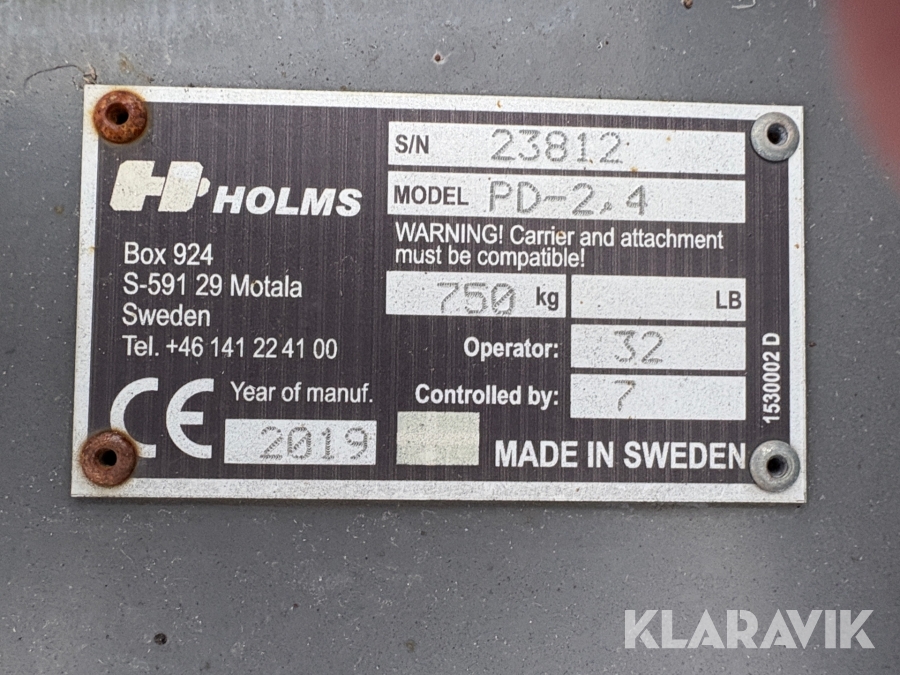 HOLMS
Box 924
S-591 29 Motala
Sweden
Tel. +46 141 22 41 00
CE
Year of manuf.
2019
S/N 23812
MODEL PD-2.4
WARNING! Carrier and attachment
must be compatible!
750 kg LB
Operator: 32
Controlled by: 7
MADE IN SWEDEN
1530002 D
KLARAVIK